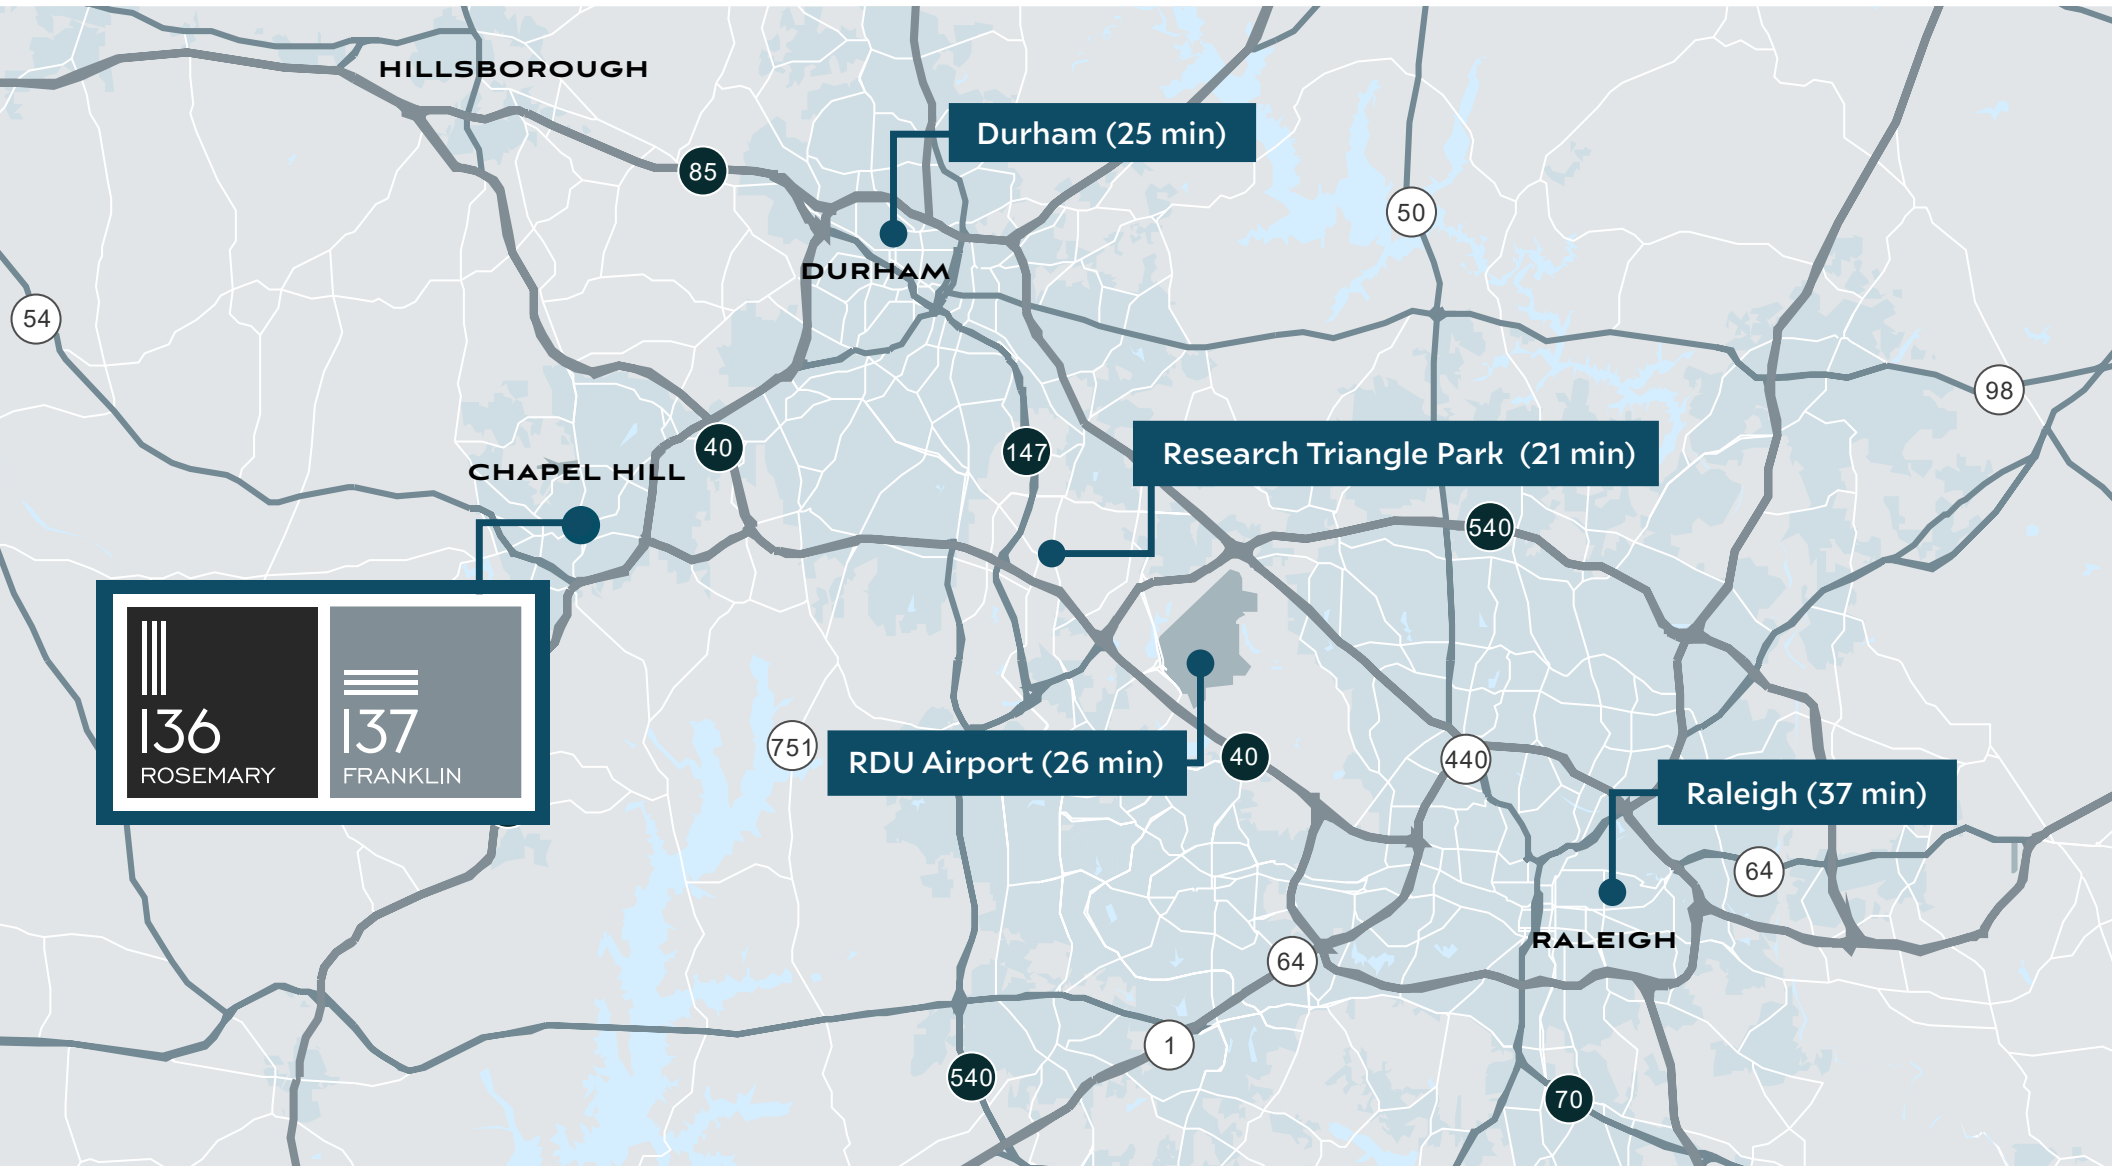 HILLSBOROUGH
Durham (25 min)
85
50
DURHAM
54
98
40
147
Research Triangle Park (21 min)
CHAPEL HILL
540
136
ROSEMARY
137
FRANKLIN
751
RDU Airport (26 min)
40
440
Raleigh (37 min)
64
RALEIGH
64
1
540
70